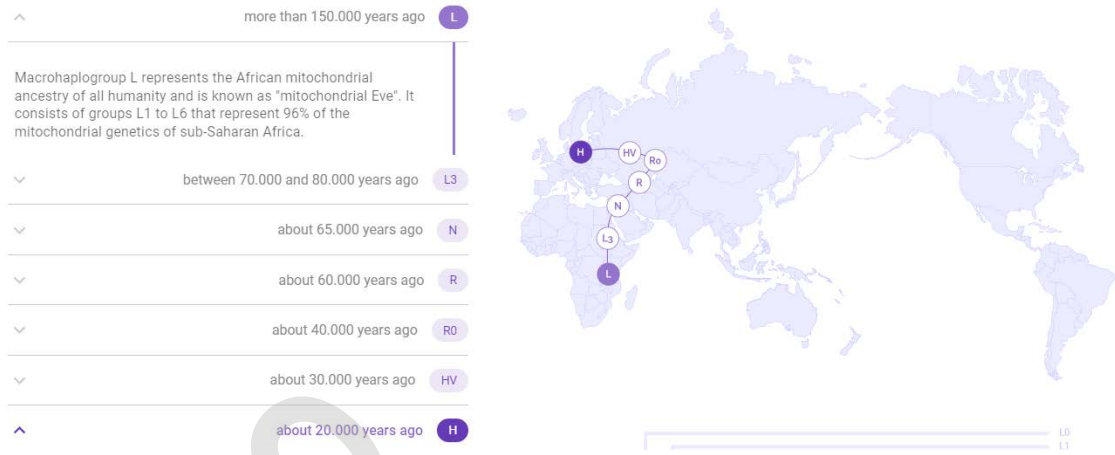 more than 150.000 years ago L
Macrohaplogroup L represents the African mitochondrial
ancestry of all humanity and is known as "mitochondrial Eve". It
consists of groups L1 to L6 that represent 96% of the
mitochondrial genetics of sub-Saharan Africa.
between 70.000 and 80.000 years ago L3
about 65.000 years ago N
about 60.000 years ago R
about 40.000 years ago R0
about 30.000 years ago HV
about 20.000 years ago H
H
HV
Ro
R
N
L3
L
L0
L1